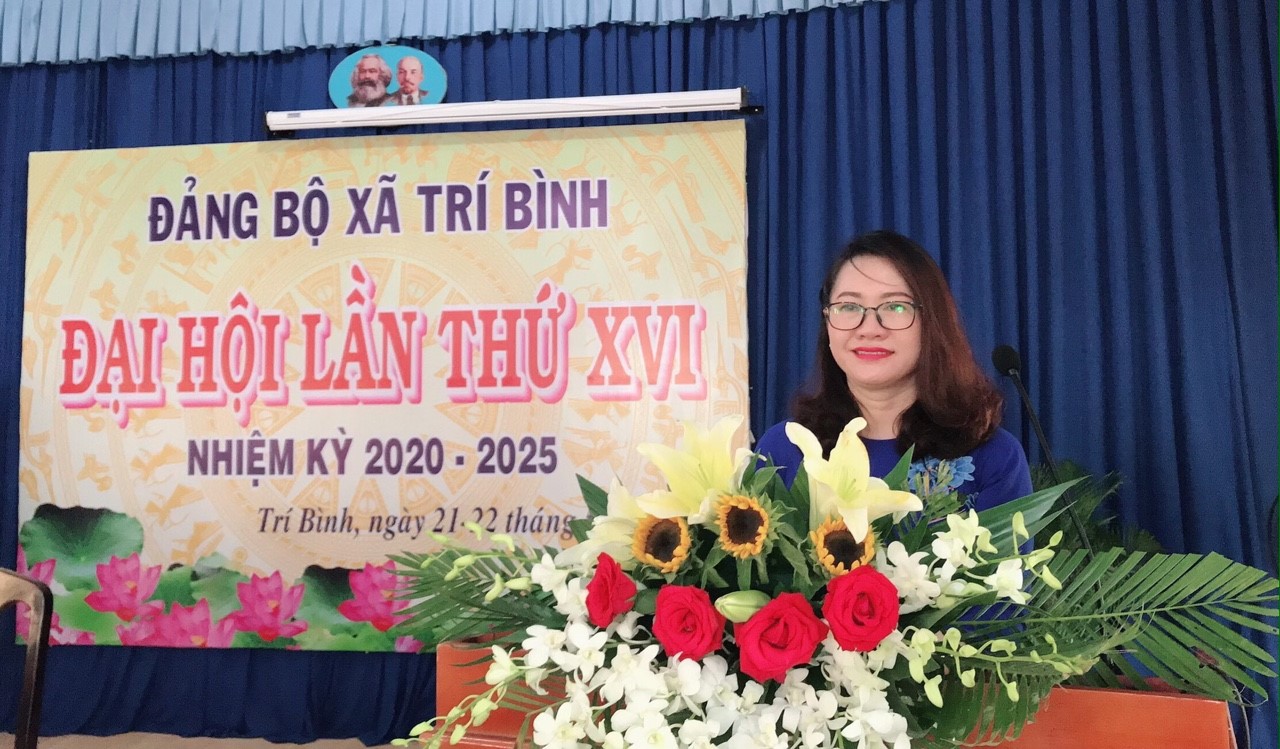 ĐẢNG BỘ XÃ TRÍ BÌNH
ĐẠI HỘI LẦN THỨ XVI
NHIỆM KỲ 2020 - 2025
Trí Bình, ngày 21-22 tháng